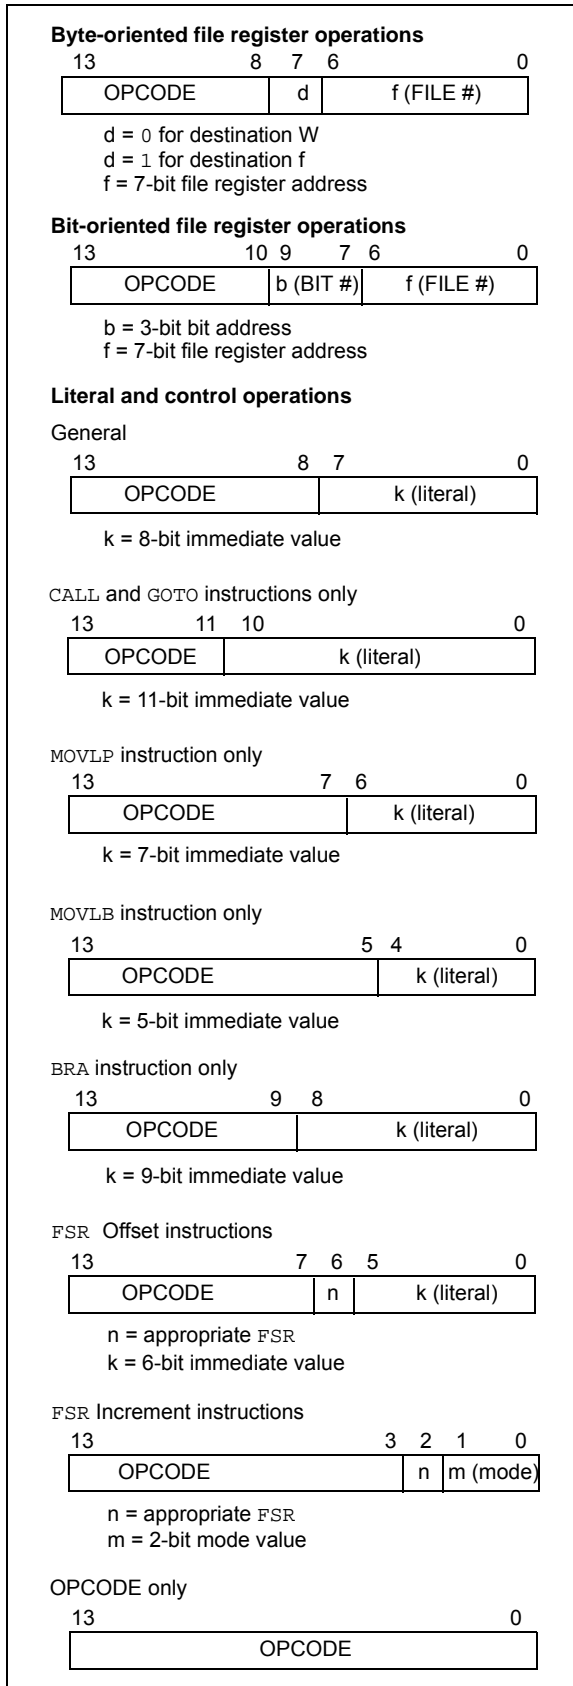 Byte-oriented file register operations
13 8 7 6 0
OPCODE d f (FILE #)
d = 0 for destination W
d = 1 for destination f
f = 7-bit file register address
Bit-oriented file register operations
13 10 9 7 6 0
OPCODE b (BIT #) f (FILE #)
b = 3-bit bit address
f = 7-bit file register address
Literal and control operations
General
13 8 7 0
OPCODE k (literal)
k = 8-bit immediate value
CALL and GOTO instructions only
13 11 10 0
OPCODE k (literal)
k = 11-bit immediate value
MOVLP instruction only
13 7 6 0
OPCODE k (literal)
k = 7-bit immediate value
MOVLB instruction only
13 5 4 0
OPCODE k (literal)
k = 5-bit immediate value
BRA instruction only
13 9 8 0
OPCODE k (literal)
k = 9-bit immediate value
FSR Offset instructions
13 7 6 5 0
OPCODE n k (literal)
n = appropriate FSR
k = 6-bit immediate value
FSR Increment instructions
13 3 2 1 0
OPCODE n m (mode)
n = appropriate FSR
m = 2-bit mode value
OPCODE only
13 0
OPCODE